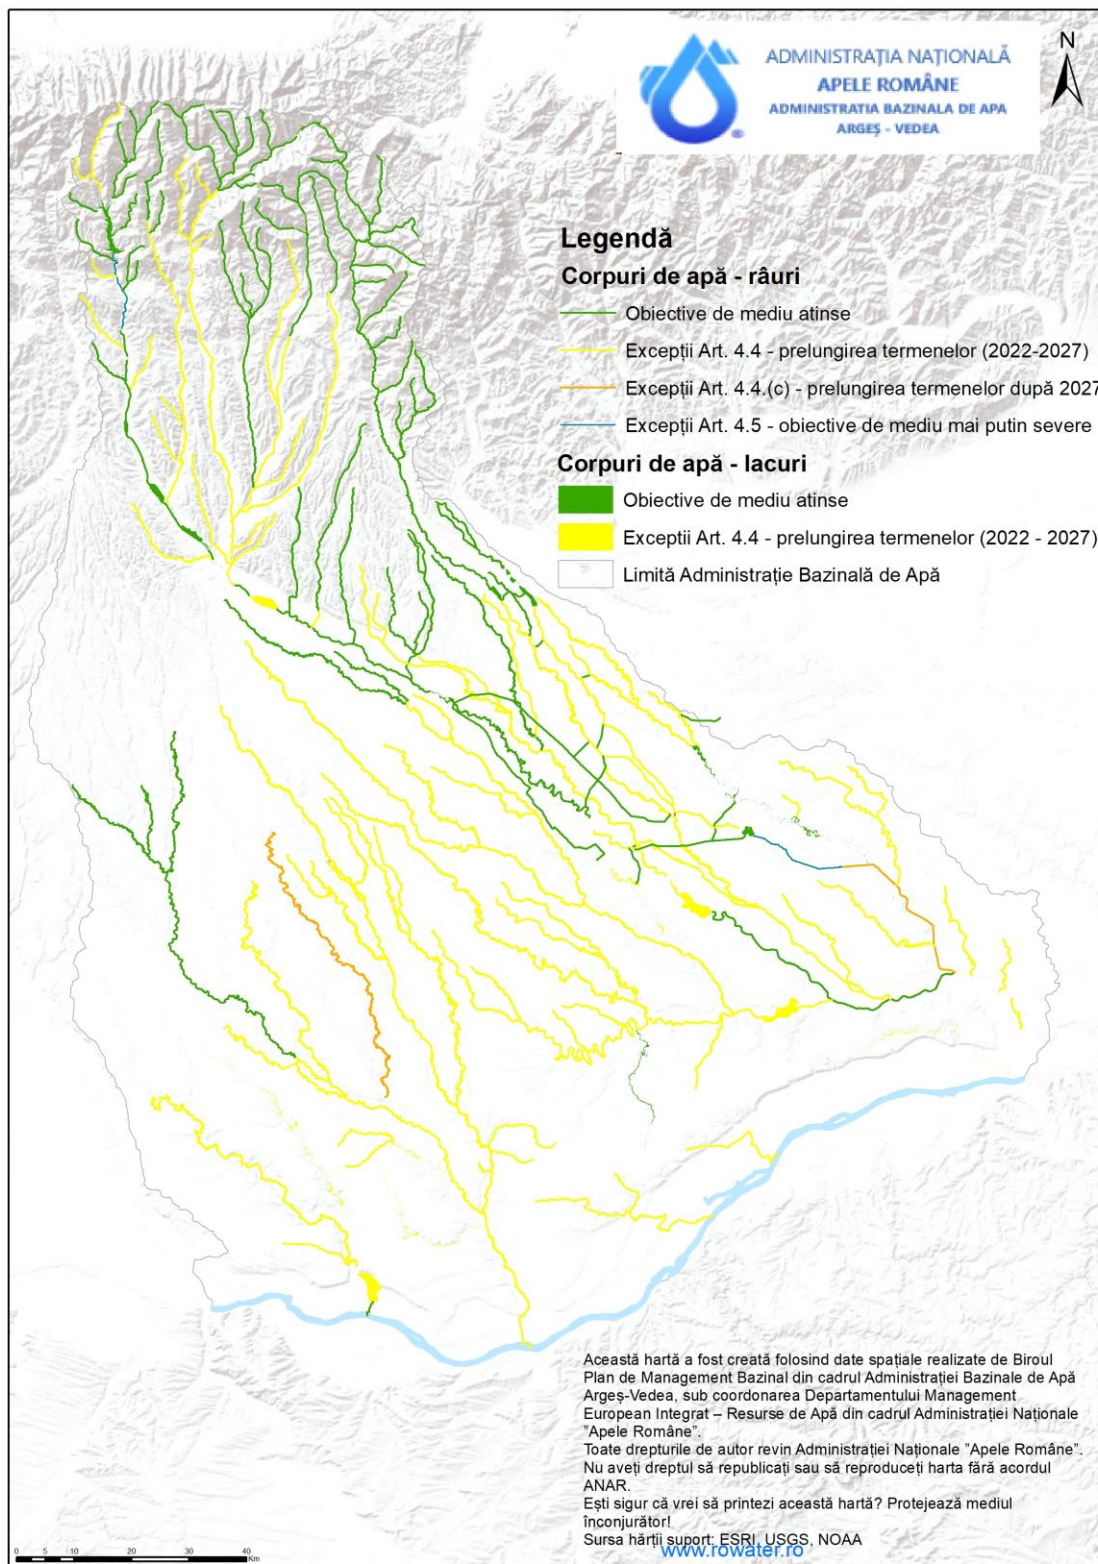 ADMINISTRAȚIA NAȚIONALĂ
APELE ROMÂNE
ADMINISTRATIA BAZINALA DE APA
ARGEȘ - VEDEA
®
N
Legendă
Corpuri de apă - râuri
Obiective de mediu atinse
Excepții Art. 4.4 - prelungirea termenelor (2022-2027)
Excepții Art. 4.4.(c) - prelungirea termenelor după 2027
Excepții Art. 4.5 - obiective de mediu mai putin severe
Corpuri de apă - lacuri
Obiective de mediu atinse
Exceptii Art. 4.4 - prelungirea termenelor (2022 - 2027)
Limită Administrație Bazinală de Apă
Această hartă a fost creată folosind date spațiale realizate de Biroul
Plan de Management Bazinal din cadrul Administrației Bazinale de Apă
Argeș-Vedea, sub coordonarea Departamentului Management
European Integrat – Resurse de Apă din cadrul Administrației Naționale
"Apele Române".
Toate drepturile de autor revin Administrației Naționale "Apele Române".
Nu aveți dreptul să republicați sau să reproduceți harta fără acordul
ANAR.
Ești sigur că vrei să printezi această hartă? Protejează mediul
înconjurător!
Sursa hărții suport: ESRI, USGS, NOAA
www.rowater.ro
0 5 10 20 30 40
Km